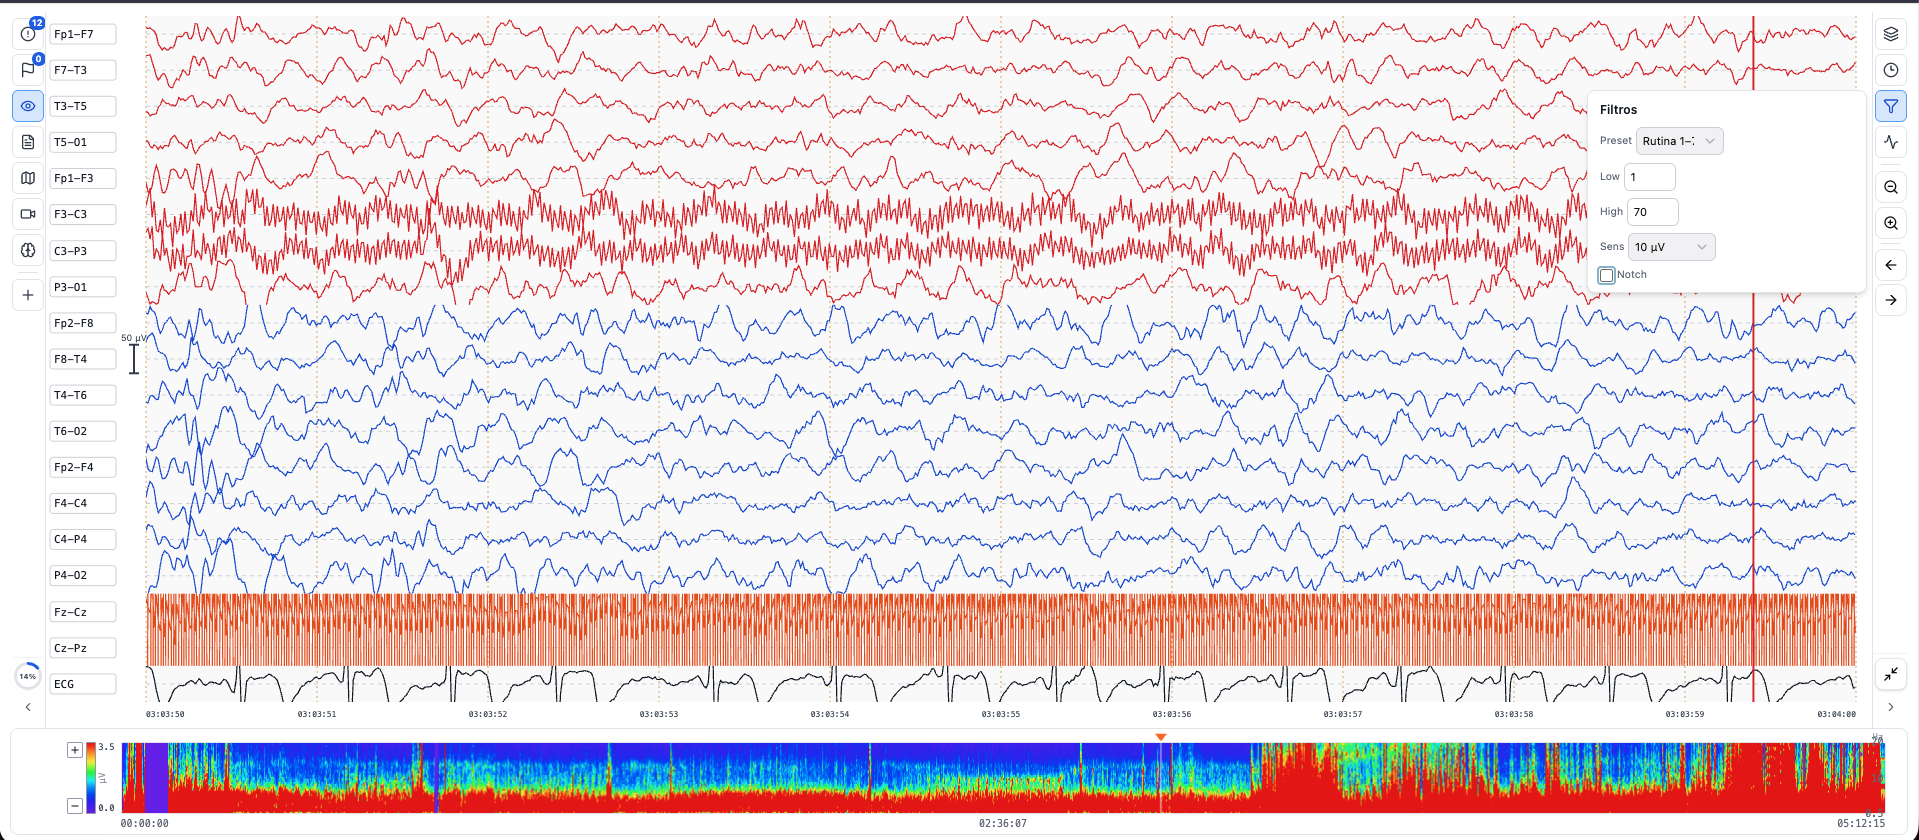 12
0
Fp1-F7
F7-T3
T3-T5
T5-O1
Fp1-F3
F3-C3
C3-P3
P3-O1
Fp2-F8
50 μV
F8-T4
T4-T6
T6-O2
Fp2-F4
F4-C4
C4-P4
P4-O2
Fz-Cz
Cz-Pz
ECG
14%
Filtros
Preset Rutina 1-
Low 1
High 70
Sens 10 μV
Notch
03:03:50 03:03:51 03:03:52 03:03:53 03:03:54 03:03:55 03:03:56 03:03:57 03:03:58 03:03:59 03:04:00
+ 3.5
μV
- 0.0
Hz
20
00:00:00 02:36:07 05:12:15